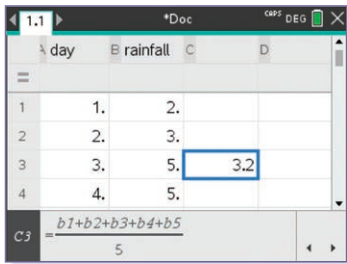 1.1 *Doc CAPS DEG
A day B rainfall C D
=
1 1. 2.
2 2. 3.
3 3. 5. 3.2
4 4. 5.
C3 =b1+b2+b3+b4+b5
5